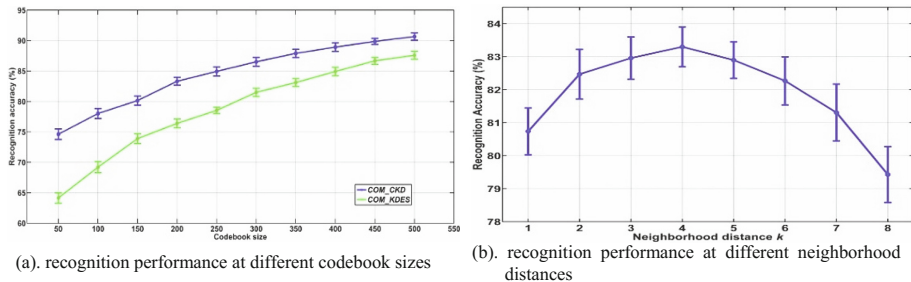 95
90
85
80
75
70
65
60
Recognition accuracy (%)
50 100 150 200 250 300 350 400 450 500 550
Codebook size
COM_CKD
COM_KDES
(a). recognition performance at different codebook sizes
85
84
83
82
81
80
79
78
Recognition Accuracy (%)
1 2 3 4 5 6 7 8
Neighborhood distance k
(b). recognition performance at different neighborhood
distances